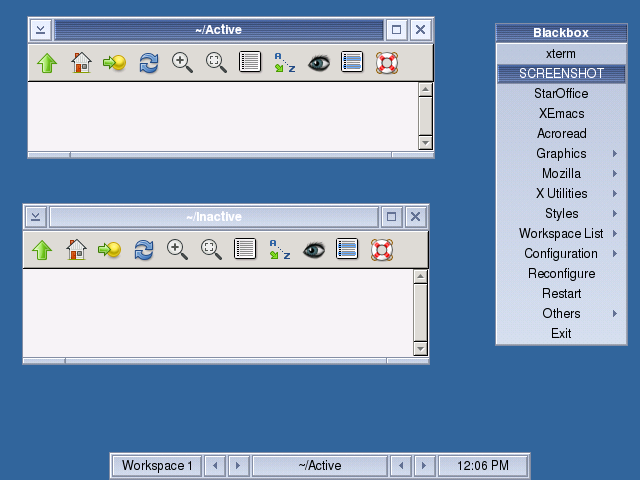 ~/Active
Blackbox
xterm
SCREENSHOT
StarOffice
XEmacs
Acroread
Graphics
Mozilla
X Utilities
Styles
Workspace List
Configuration
Reconfigure
Restart
Others
Exit
A Z
~/Inactive
A Z
Workspace 1
~/Active
12:06 PM